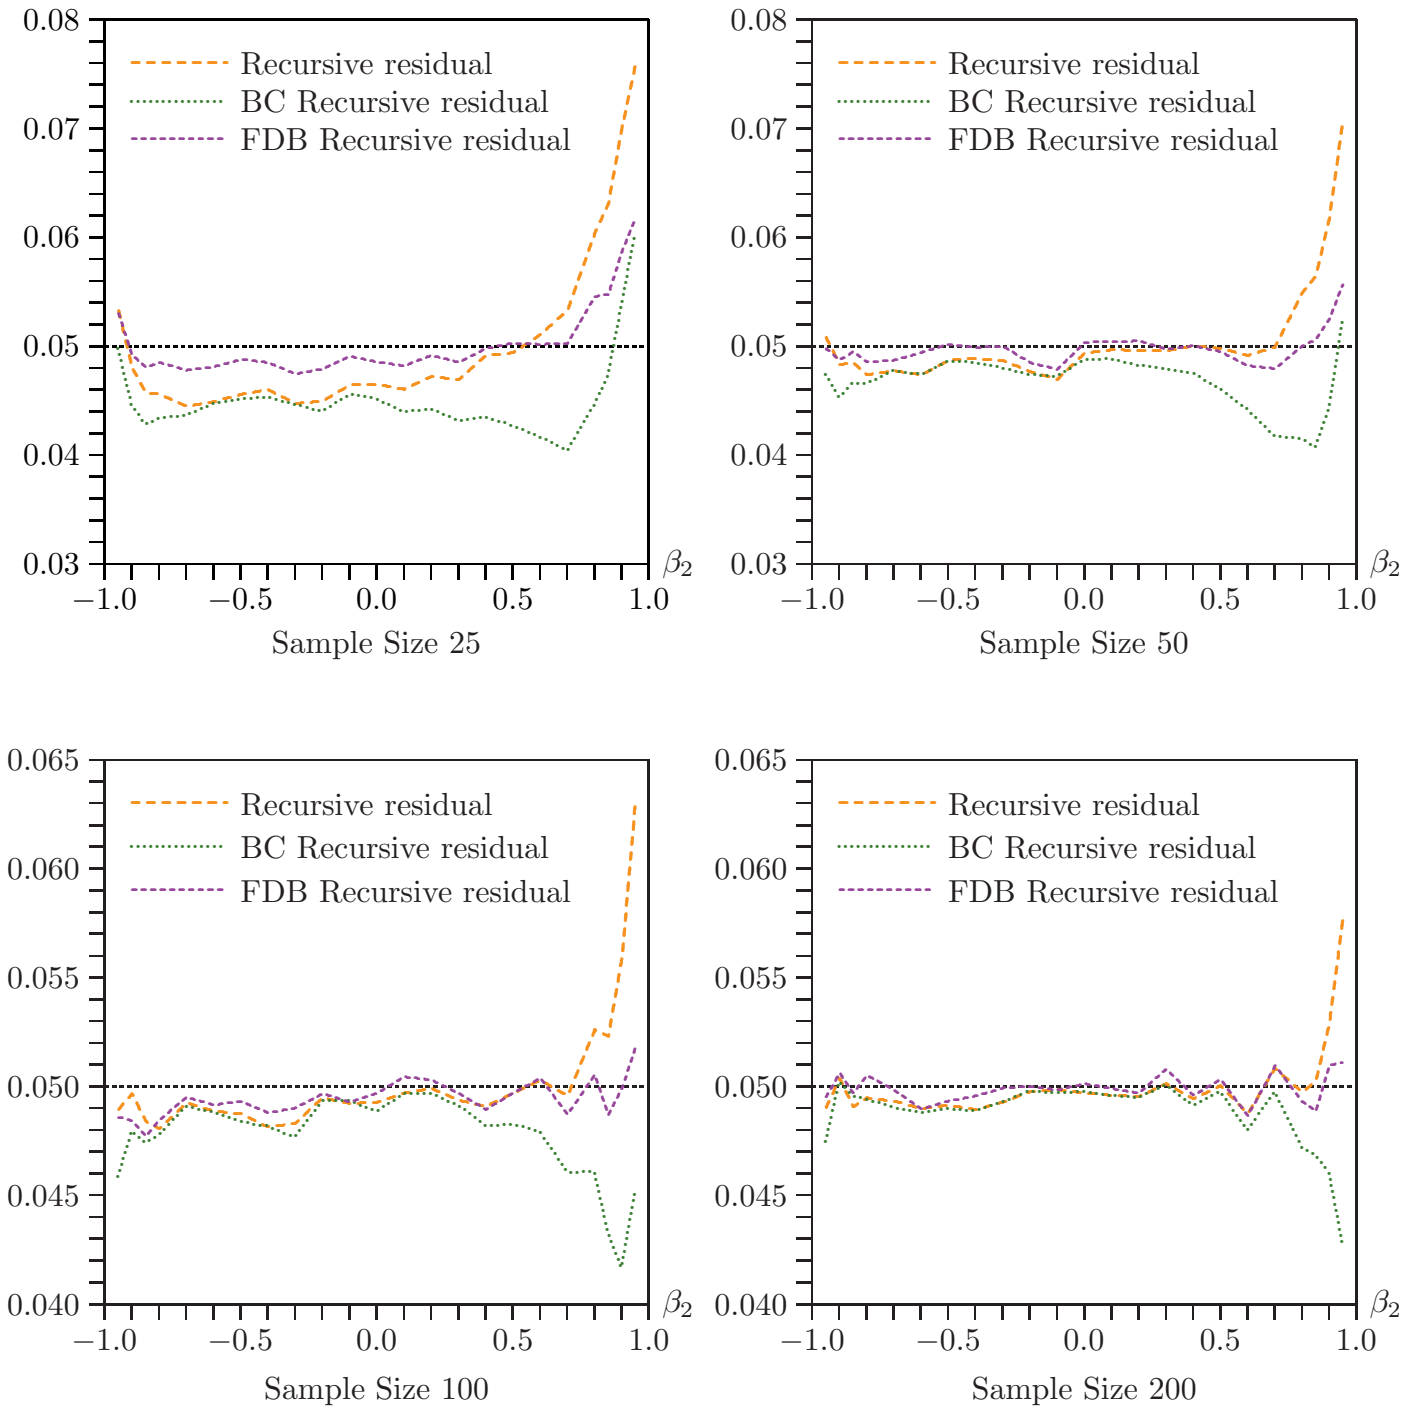 0.08
0.07
0.06
0.05
0.04
0.03
Recursive residual
BC Recursive residual
FDB Recursive residual
−1.0 −0.5 0.0 0.5 1.0
β₂
Sample Size 25
0.08
0.07
0.06
0.05
0.04
0.03
Recursive residual
BC Recursive residual
FDB Recursive residual
−1.0 −0.5 0.0 0.5 1.0
β₂
Sample Size 50
0.065
0.060
0.055
0.050
0.045
0.040
Recursive residual
BC Recursive residual
FDB Recursive residual
−1.0 −0.5 0.0 0.5 1.0
β₂
Sample Size 100
0.065
0.060
0.055
0.050
0.045
0.040
Recursive residual
BC Recursive residual
FDB Recursive residual
−1.0 −0.5 0.0 0.5 1.0
β₂
Sample Size 200